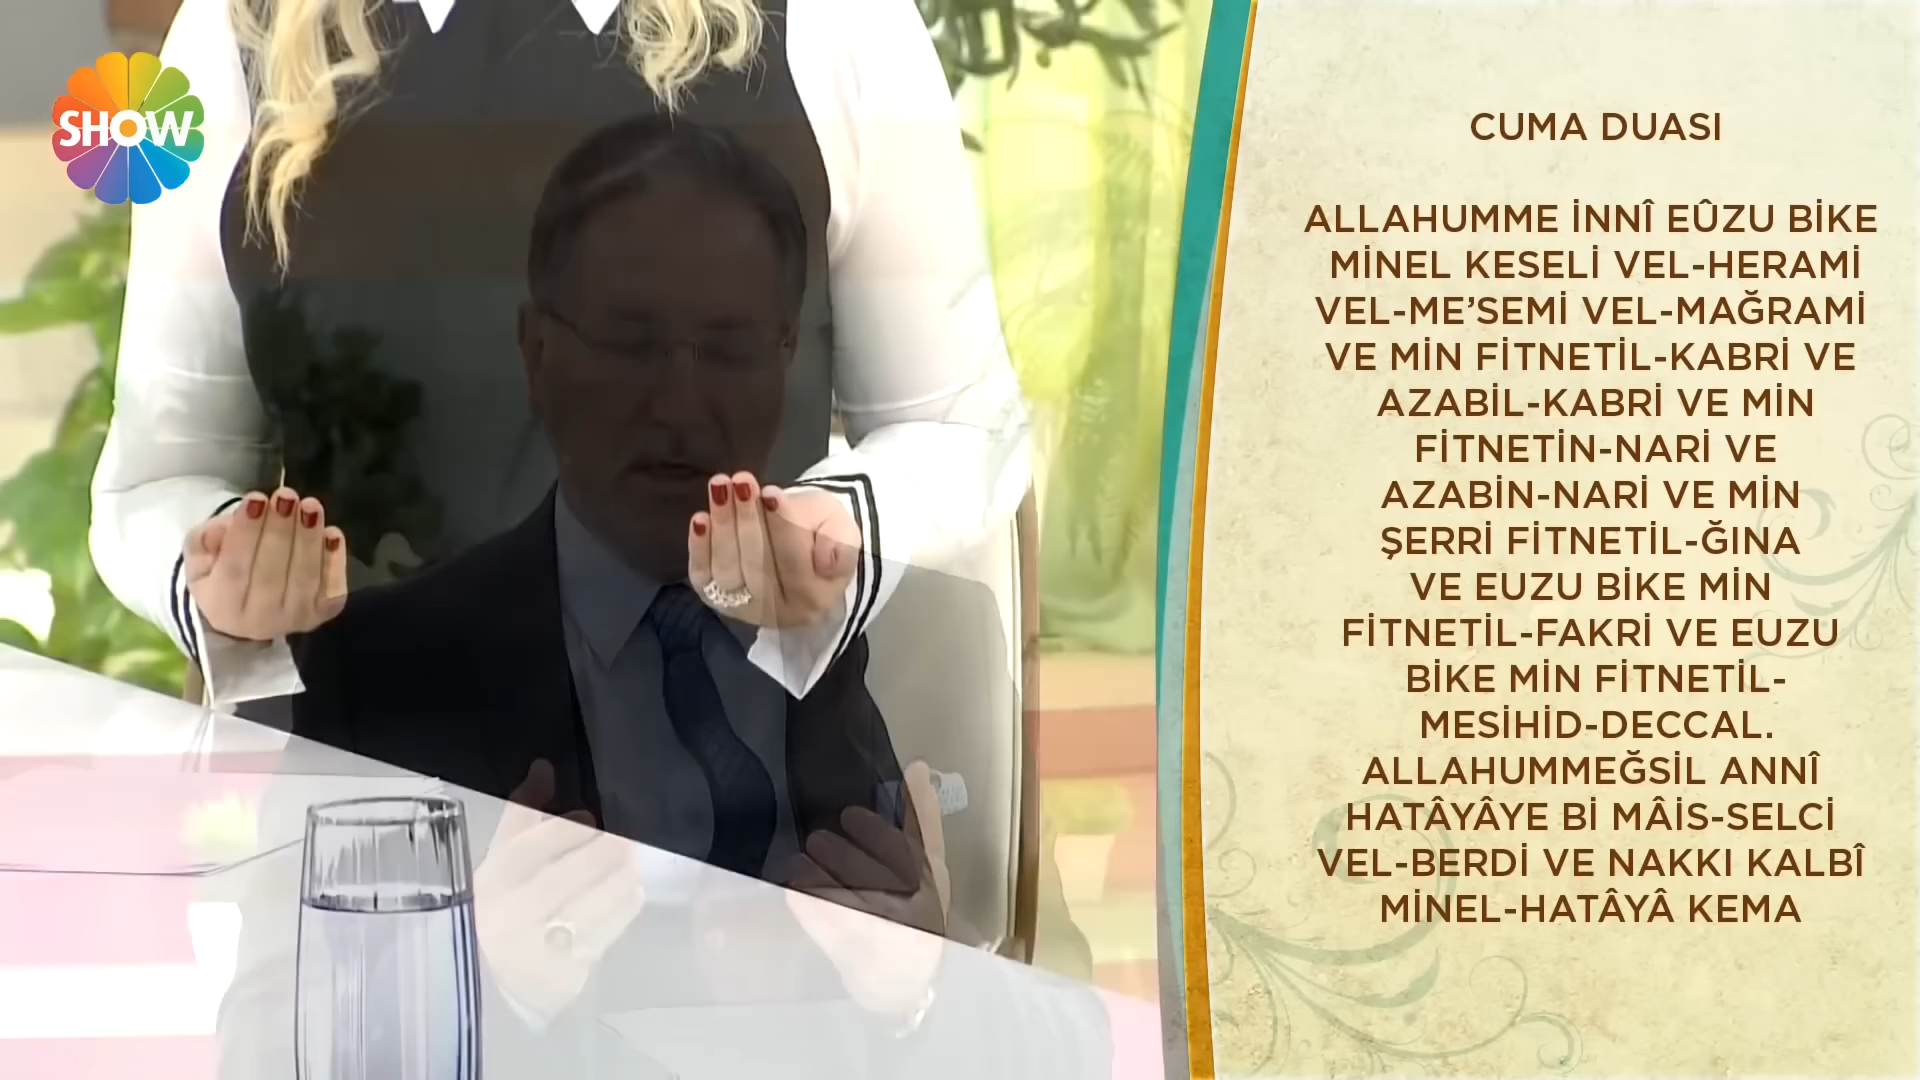 SHOW
CUMA DUASI
ALLAHUMME İNNÎ EÛZU BİKE
MİNEL KESELİ VEL-HERAMİ
VEL-ME’SEMİ VEL-MAĞRAMİ
VE MİN FİTNETİL-KABRİ VE
AZABİL-KABRİ VE MİN
FİTNETİN-NARİ VE
AZABİN-NARİ VE MİN
ŞERRİ FİTNETİL-ĞINA
VE EUZU BİKE MİN
FİTNETİL-FAKRİ VE EUZU
BİKE MİN FİTNETİL-
MESİHİD-DECCAL.
ALLAHUMMEĞSİL ANNÎ
HATÂYÂYE Bİ MÂİS-SELCİ
VEL-BERDİ VE NAKKI KALBÎ
MİNEL-HATÂYÂ KEMA